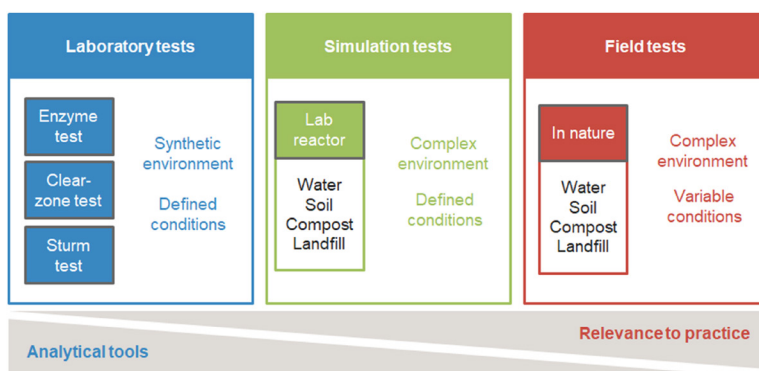 Laboratory tests
Enzyme
test
Clear-
zone test
Sturm
test
Synthetic
environment
Defined
conditions
Simulation tests
Lab
reactor
Water
Soil
Compost
Landfill
Complex
environment
Defined
conditions
Field tests
In nature
Water
Soil
Compost
Landfill
Complex
environment
Variable
conditions
Relevance to practice
Analytical tools